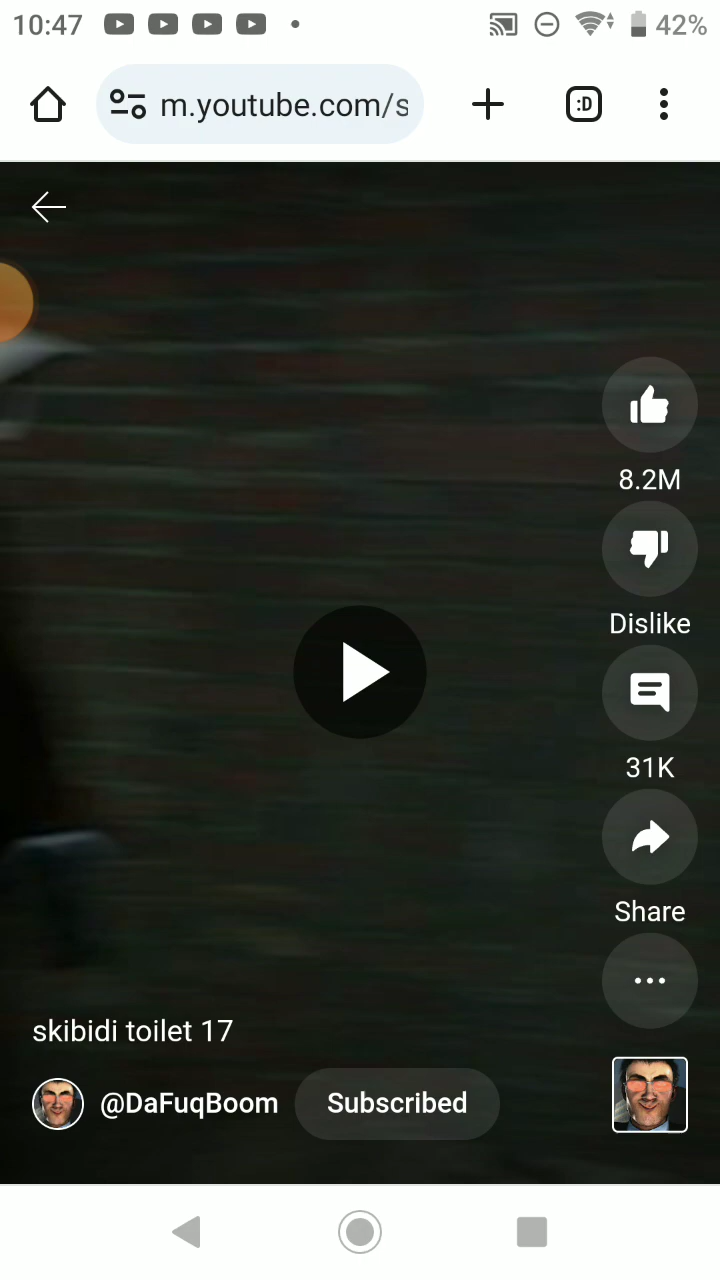 10:47
42%
m.youtube.com/s
:D
8.2M
Dislike
31K
Share
skibidi toilet 17
@DaFuqBoom
Subscribed